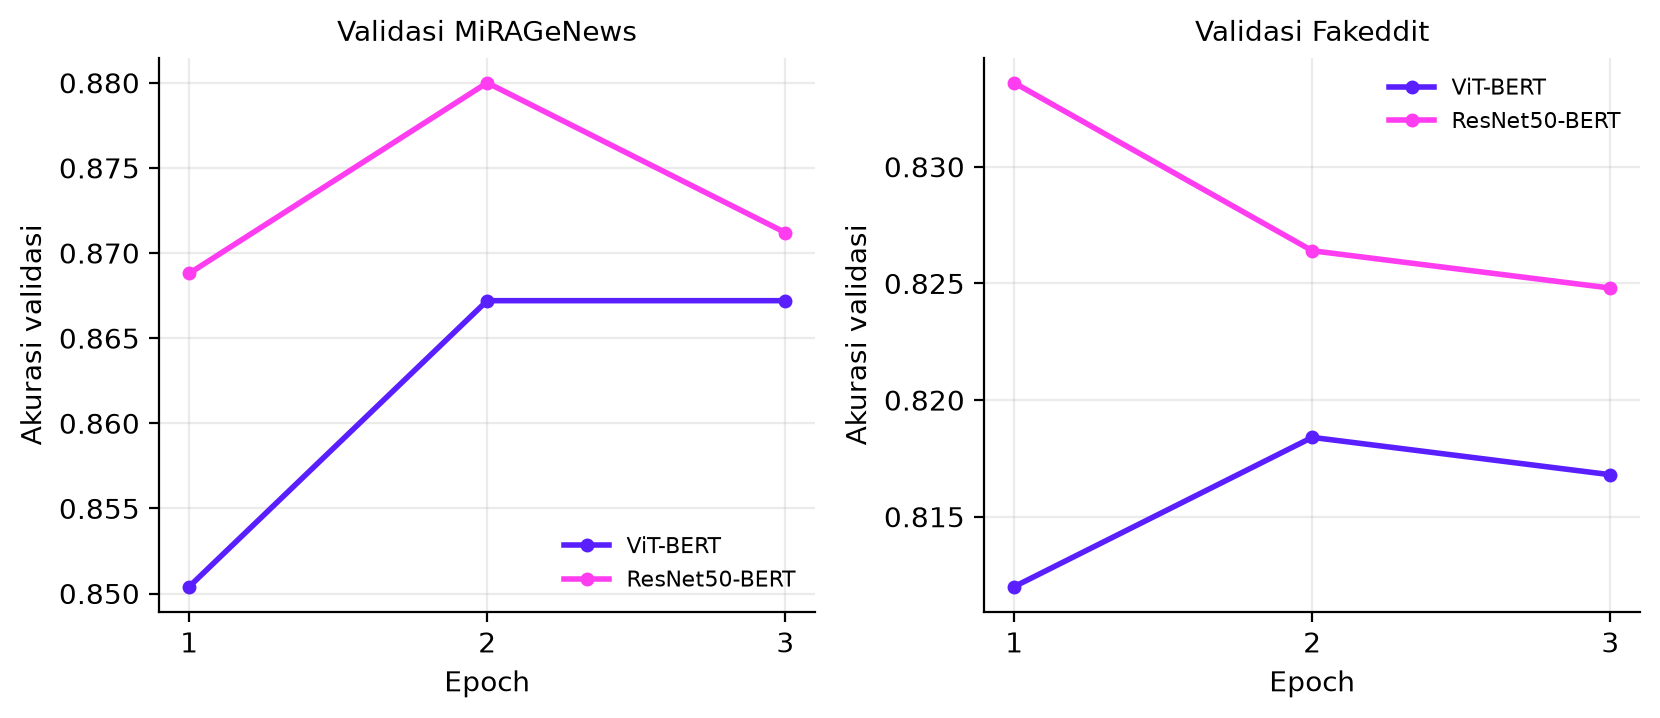 Validasi MiRAGeNews
Akurasi validasi
0.880
0.875
0.870
0.865
0.860
0.855
0.850
ViT-BERT
ResNet50-BERT
1 2 3
Epoch
Validasi Fakeddit
Akurasi validasi
0.830
0.825
0.820
0.815
ViT-BERT
ResNet50-BERT
1 2 3
Epoch